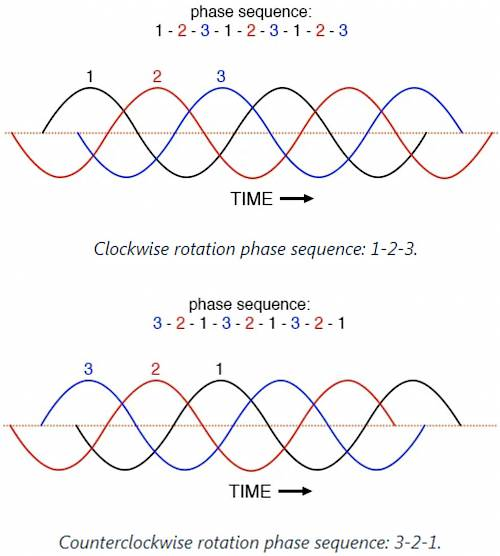 phase sequence:
1 - 2 - 3 - 1 - 2 - 3 - 1 - 2 - 3
1 2 3
TIME
Clockwise rotation phase sequence: 1-2-3.
phase sequence:
3 - 2 - 1 - 3 - 2 - 1 - 3 - 2 - 1
3 2 1
TIME
Counterclockwise rotation phase sequence: 3-2-1.